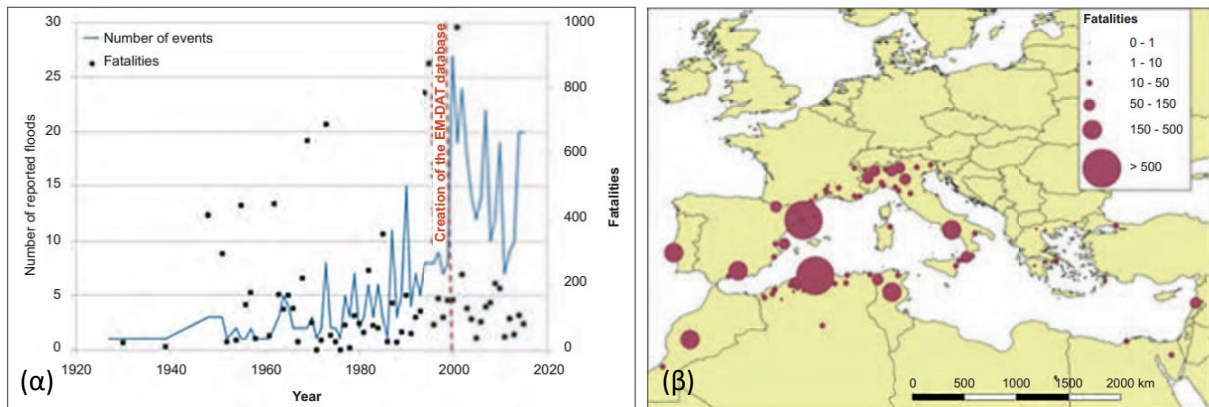 30
25
20
15
10
5
0
Number of reported floods
Number of events
Fatalities
Creation of the EM-DAT database
1000
800
600
400
200
0
Fatalities
1920
1940
1960
1980
2000
2020
Year
(α)
Fatalities
0 - 1
1 - 10
10 - 50
50 - 150
150 - 500
> 500
0 500 1000 1500 2000 km
(β)